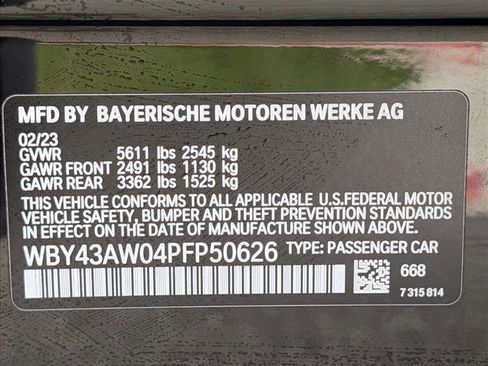 MFD BY BAYERISCHE MOTOREN WERKE AG
02/23
GVWR 5611 lbs 2545 kg
GAWR FRONT 2491 lbs 1130 kg
GAWR REAR 3362 lbs 1525 kg
THIS VEHICLE CONFORMS TO ALL APPLICABLE U.S.FEDERAL MOTOR
VEHICLE SAFETY, BUMPER AND THEFT PREVENTION STANDARDS
IN EFFECT ON THE DATE OF MANUFACTURE SHOWN ABOVE.
WBY43AW04PFP50626 TYPE: PASSENGER CAR
668
7 315 814